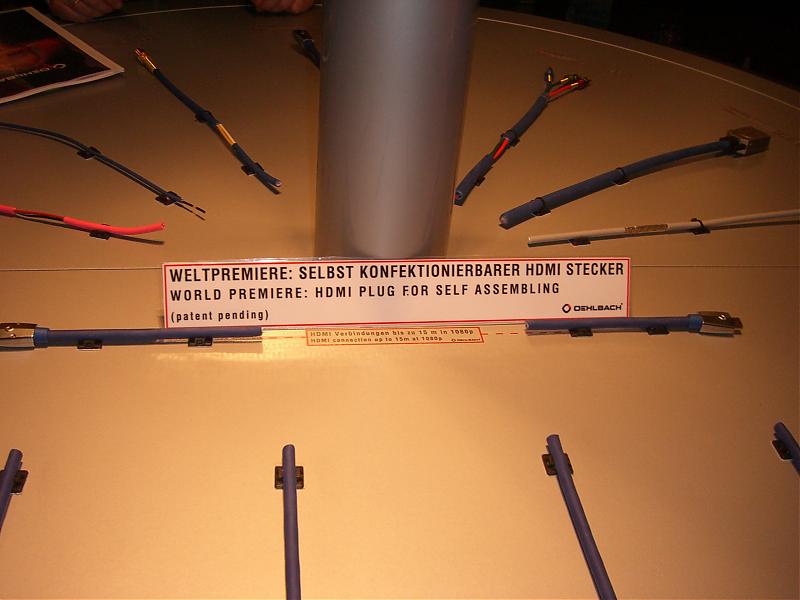 WELTPREMIERE: SELBST KONFEKTIONIERBARER HDMI STECKER
WORLD PREMIERE: HDMI PLUG FOR SELF ASSEMBLING
(patent pending)
OEHLBACH
HDMI Verbindungen bis zu 15 m in 1080p
HDMI connection up to 15m at 1080p
OEHLBACH